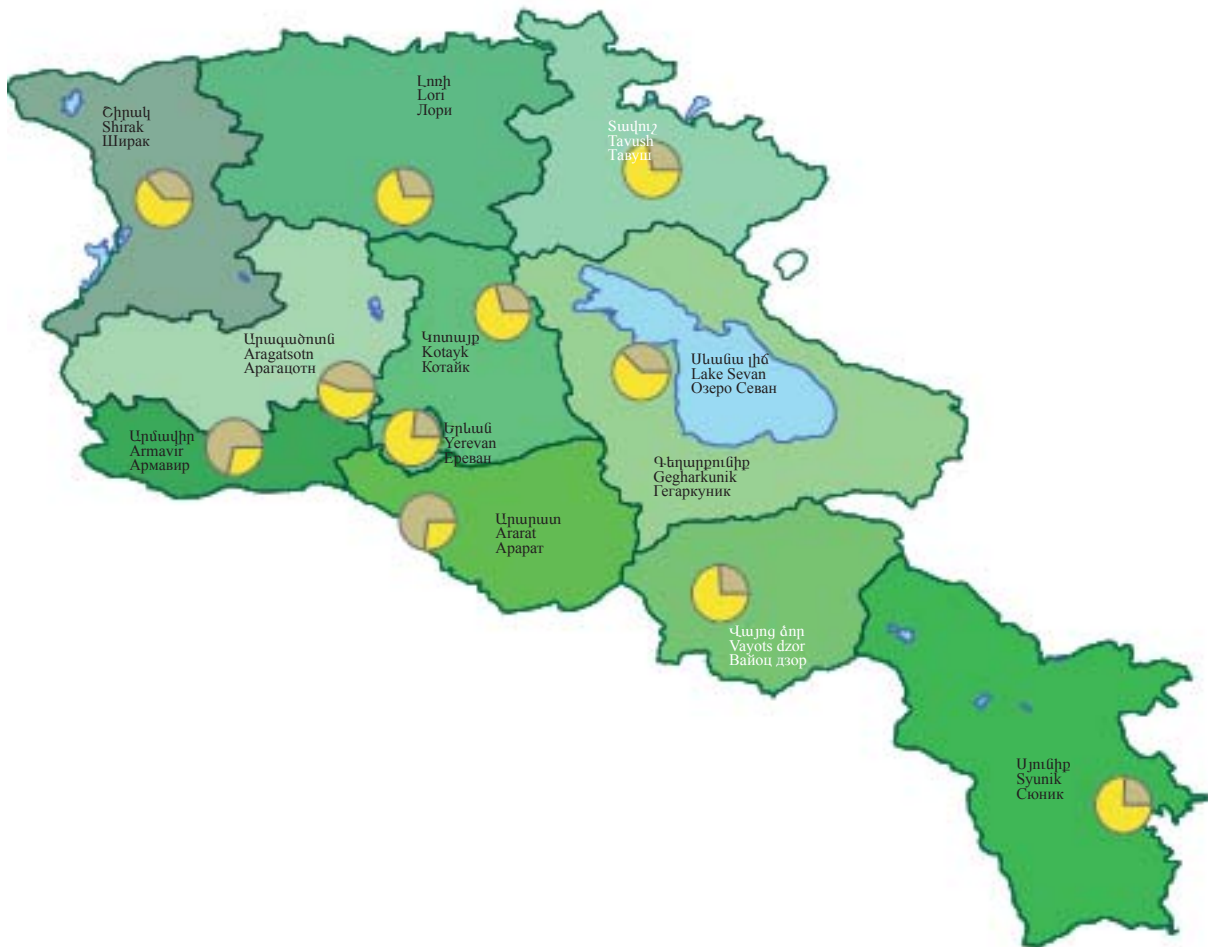 Շիրակ
Shirak
Ширак
Լոռի
Lori
Лори
Տավուշ
Tavush
Тавуш
Արագածոտն
Aragatsotn
Арагацотн
Կոտայք
Kotayk
Котайк
Սևանա լիճ
Lake Sevan
Озеро Севан
Արմավիր
Armavir
Армавир
Երևան
Yerevan
Ереван
Գեղարքունիք
Gegharkunik
Гегаркуник
Արարատ
Ararat
Арарат
Վայոց ձոր
Vayots dzor
Вайоц дзор
Սյունիք
Syunik
Сюник